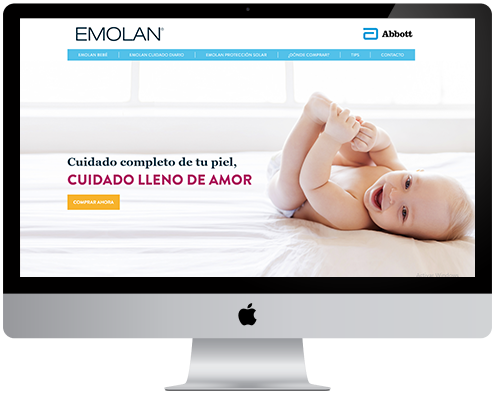 EMOLAN®
Abbott
EMOLAN BEBÉ | EMOLAN CUIDADO DIARIO | EMOLAN PROTECCIÓN SOLAR | ¿DÓNDE COMPRAR? | TIPS | CONTACTO
Cuidado completo de tu piel,
CUIDADO LLENO DE AMOR
COMPRAR AHORA